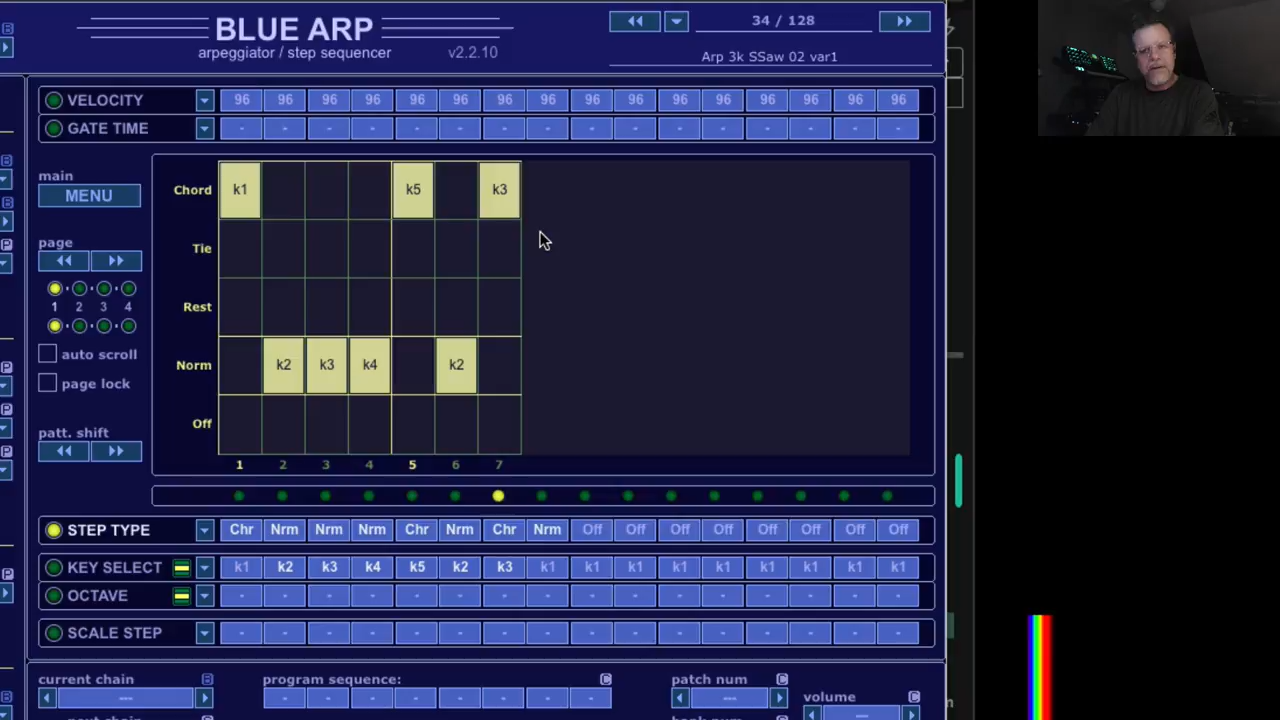 BLUE ARP
arpeggiator / step sequencer v2.2.10
34 / 128
Arp 3k SSaw 02 var1
VELOCITY 96 96 96 96 96 96 96 96 96 96 96 96 96 96 96 96
GATE TIME - - - - - - - - - - - - - - - -
main
MENU
page
1 2 3 4
auto scroll
page lock
patt. shift
Chord k1 k5 k3
Tie
Rest
Norm k2 k3 k4 k2
Off
1 2 3 4 5 6 7
STEP TYPE Chr Nrm Nrm Nrm Chr Nrm Chr Nrm Off Off Off Off Off Off Off Off
KEY SELECT k1 k2 k3 k4 k5 k2 k3 k1 k1 k1 k1 k1 k1 k1 k1 k1
OCTAVE - - - - - - - - - - - - - - - -
SCALE STEP - - - - - - - - - - - - - - - -
current chain B
---
program sequence: C
- - - - - - - -
patch num C
---
volume C
---